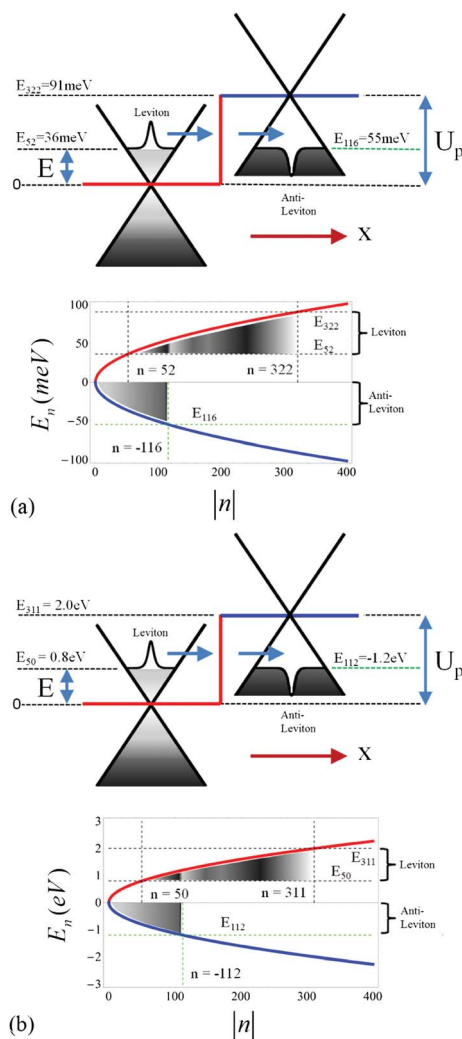 E322=91meV
Leviton
E52=36meV
E116=55meV
E
Up
0
Anti-
Leviton
X
100
E322
Leviton
50
E52
n = 52
n = 322
0
Anti-
Leviton
En (meV)
−50
E116
n = -116
−100
0 100 200 300 400
(a)
|n|
E311=2.0eV
Leviton
E50= 0.8eV
E112=-1.2eV
E
Up
0
Anti-
Leviton
X
3
2
E311
Leviton
1
E50
n = 50
n = 311
0
Anti-
Leviton
En (eV)
−1
E112
−2
n = -112
−3
0 100 200 300 400
(b)
|n|